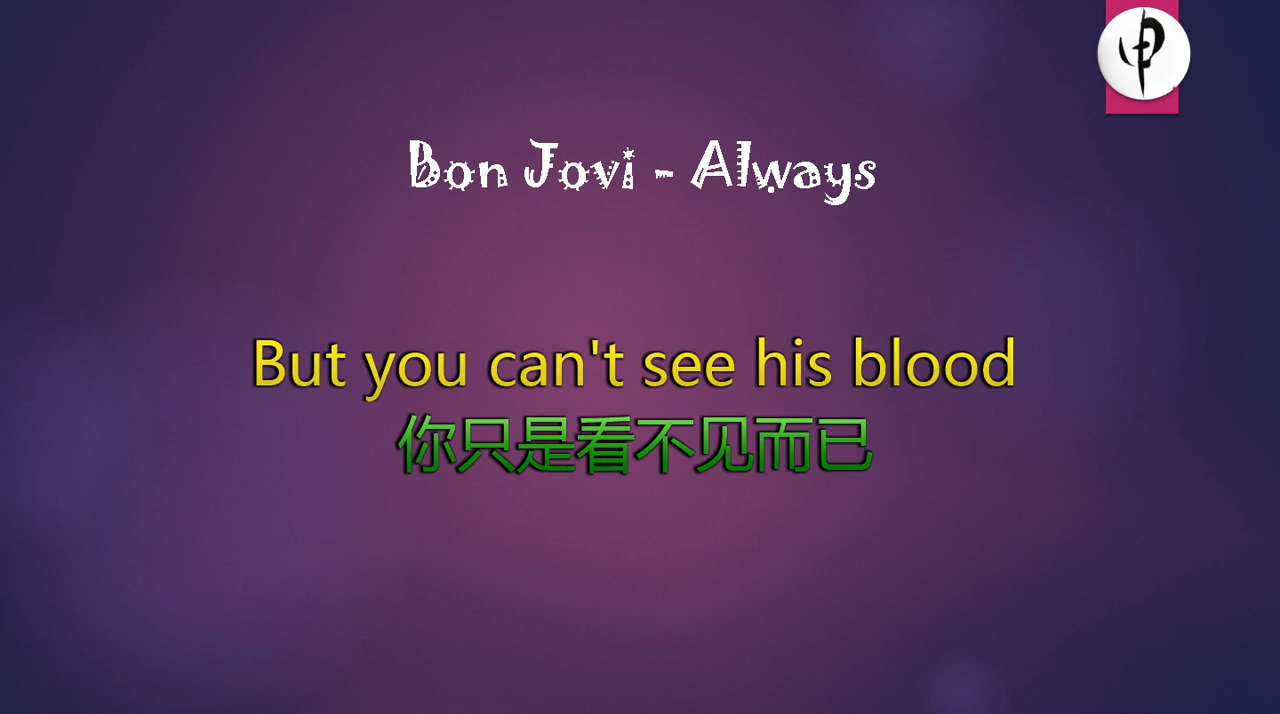 Bon Jovi - Always
But you can't see his blood
你只是看不见而已